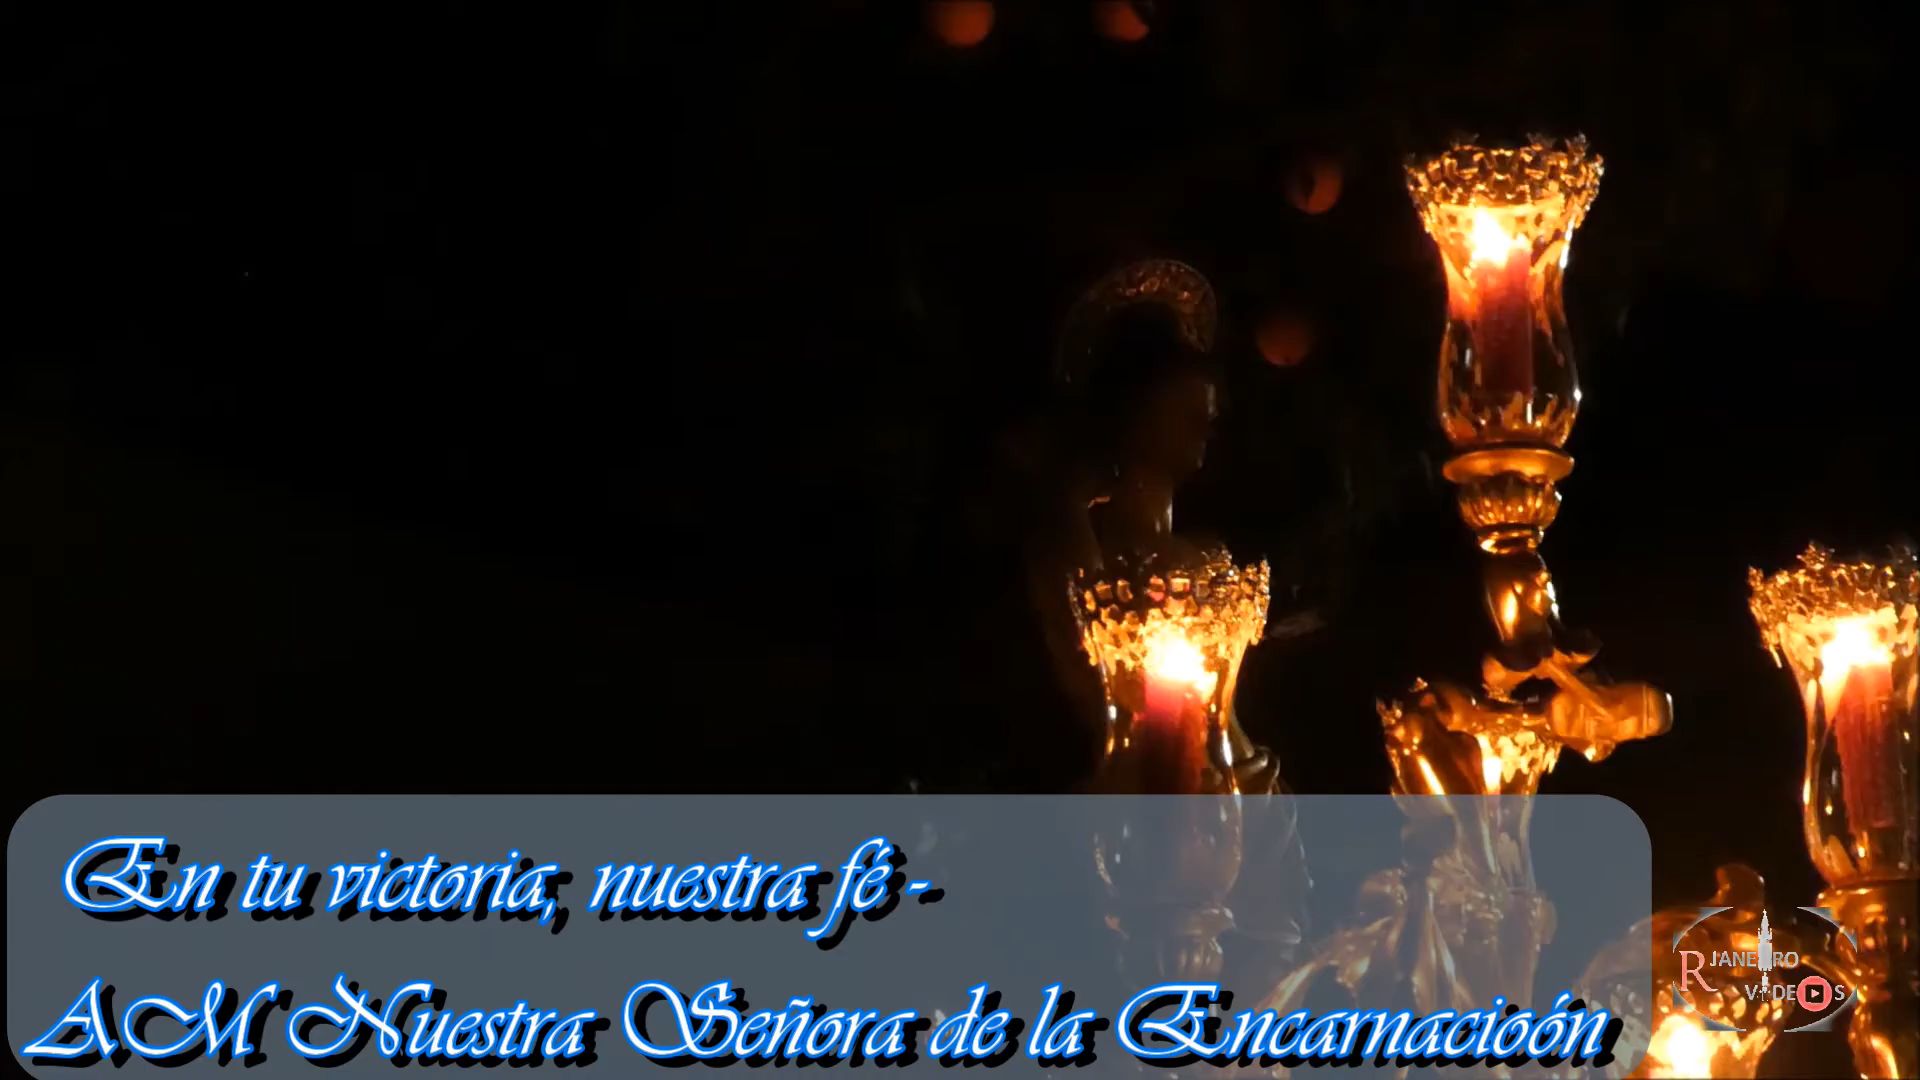 En tu victoria, nuestra fé -
AM Nuestra Señora de la Encarnacioón
R JANEIRO
VIDEOS